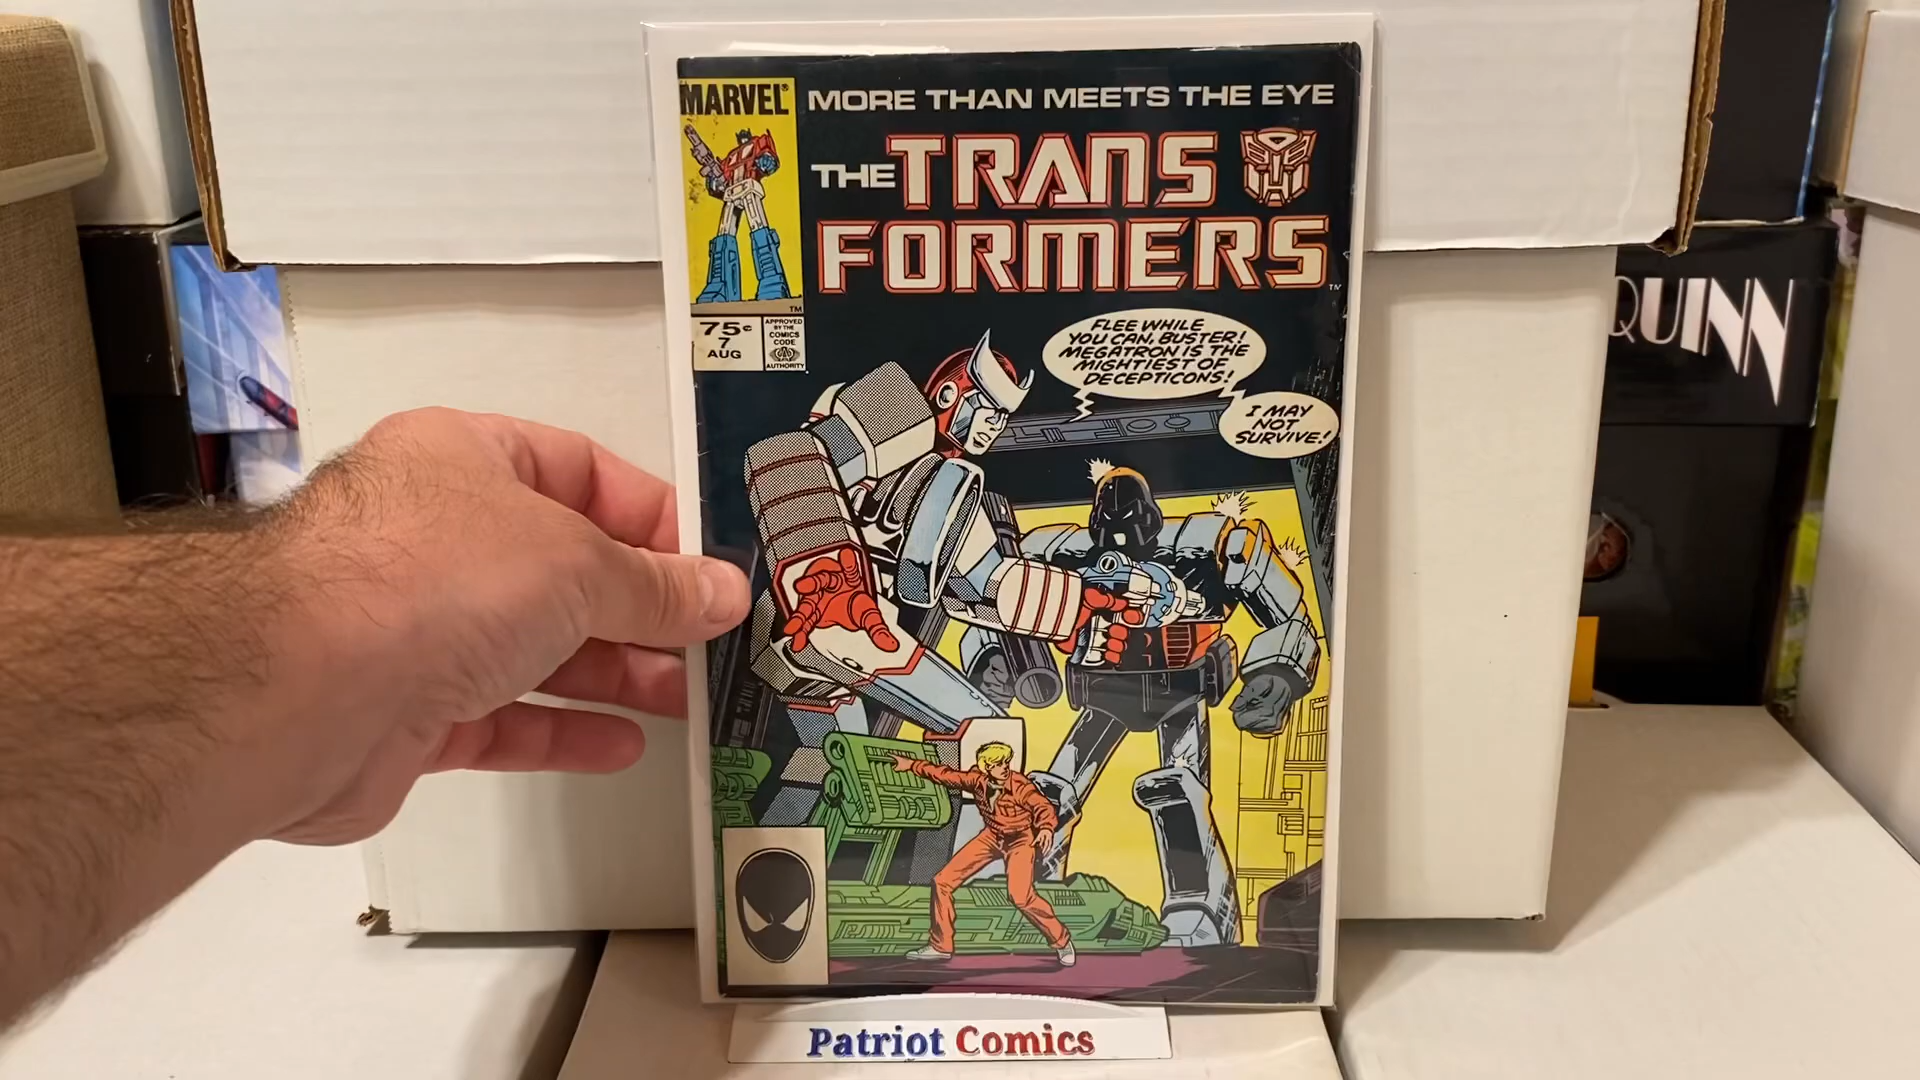 MARVEL®
MORE THAN MEETS THE EYE
THE TRANS
FORMERS
TM
TM
75¢
7
AUG
APPROVED
BY THE
COMICS
CODE
AUTHORITY
FLEE WHILE
YOU CAN, BUSTER!
MEGATRON IS THE
MIGHTIEST OF
DECEPTICONS!
I MAY
NOT
SURVIVE!
QUINN
Patriot Comics